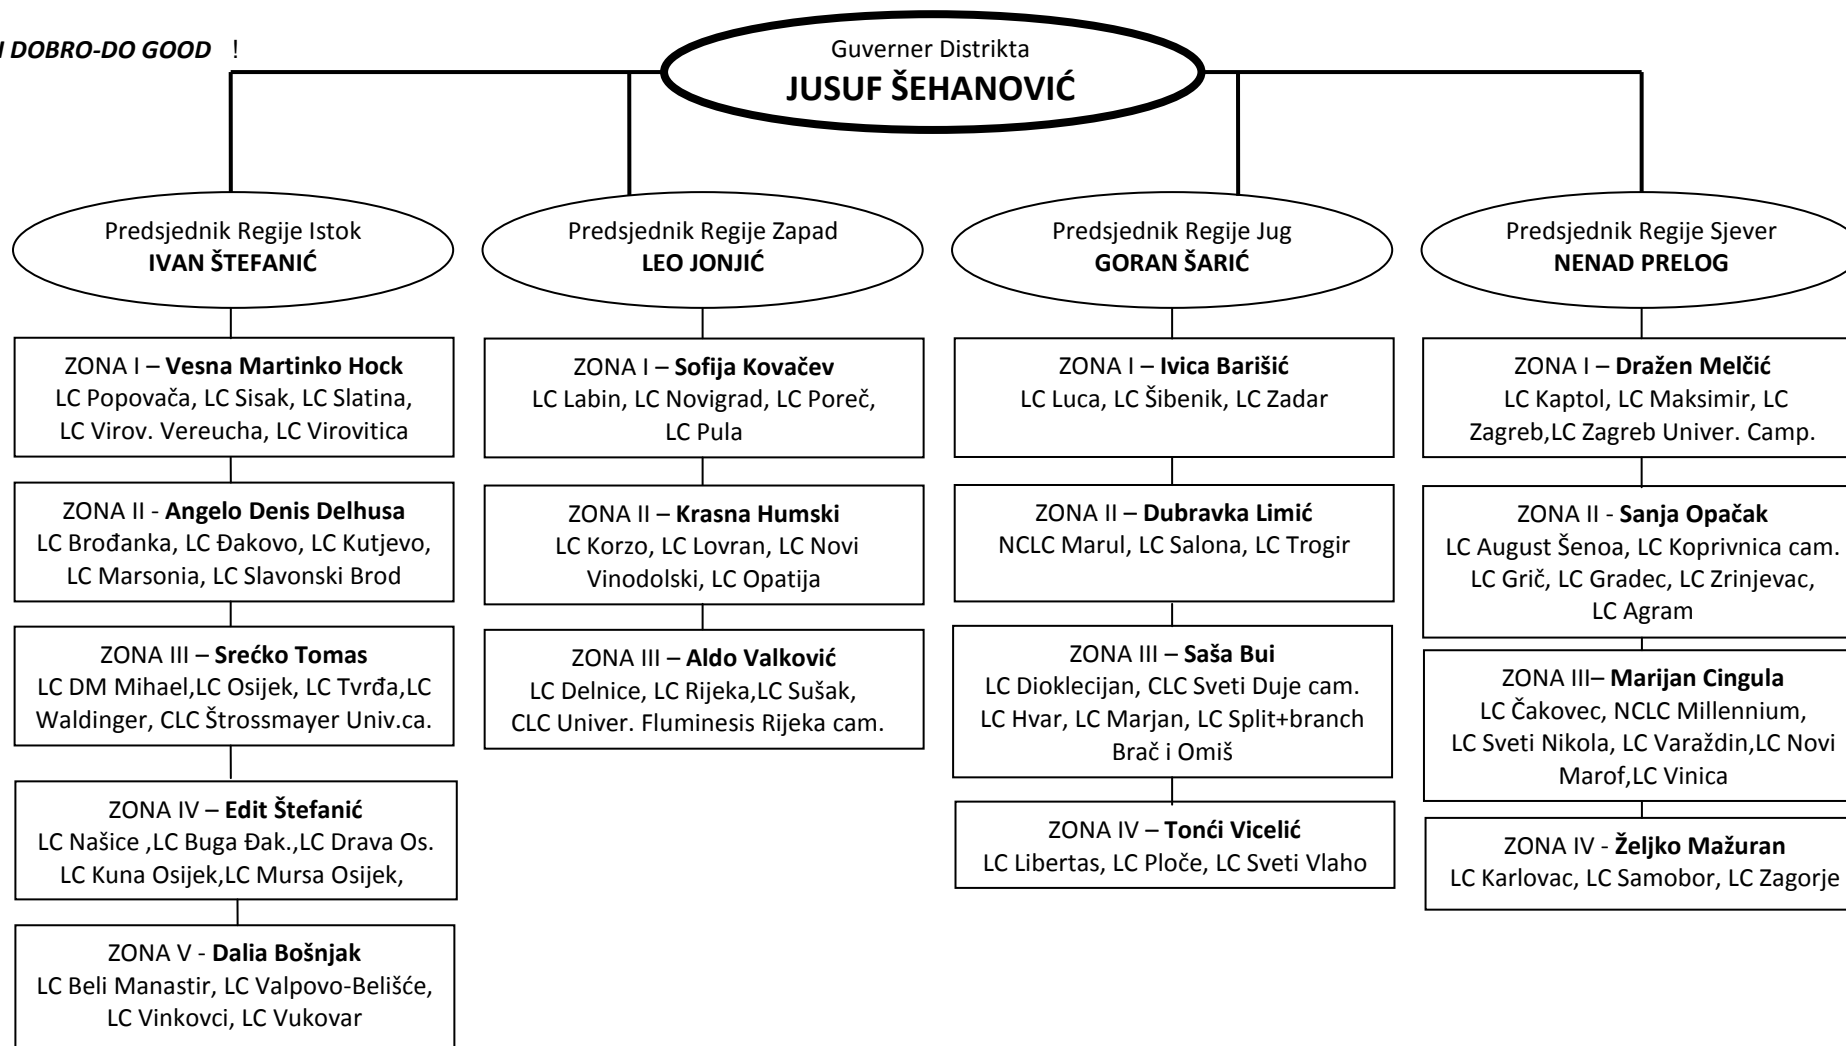 I DOBRO-DO GOOD !
Guverner Distrikta
JUSUF ŠEHANOVIĆ
Predsjednik Regije Istok
IVAN ŠTEFANIĆ
ZONA I – Vesna Martinko Hock
LC Popovača, LC Sisak, LC Slatina,
LC Virov. Vereucha, LC Virovitica
ZONA II - Angelo Denis Delhusa
LC Brođanka, LC Đakovo, LC Kutjevo,
LC Marsonia, LC Slavonski Brod
ZONA III – Srećko Tomas
LC DM Mihael,LC Osijek, LC Tvrđa,LC
Waldinger, CLC Štrossmayer Univ.ca.
ZONA IV – Edit Štefanić
LC Našice ,LC Buga Đak.,LC Drava Os.
LC Kuna Osijek,LC Mursa Osijek,
ZONA V - Dalia Bošnjak
LC Beli Manastir, LC Valpovo-Belišće,
LC Vinkovci, LC Vukovar
Predsjednik Regije Zapad
LEO JONJIĆ
ZONA I – Sofija Kovačev
LC Labin, LC Novigrad, LC Poreč,
LC Pula
ZONA II – Krasna Humski
LC Korzo, LC Lovran, LC Novi
Vinodolski, LC Opatija
ZONA III – Aldo Valković
LC Delnice, LC Rijeka,LC Sušak,
CLC Univer. Fluminesis Rijeka cam.
Predsjednik Regije Jug
GORAN ŠARIĆ
ZONA I – Ivica Barišić
LC Luca, LC Šibenik, LC Zadar
ZONA II – Dubravka Limić
NCLC Marul, LC Salona, LC Trogir
ZONA III – Saša Bui
LC Dioklecijan, CLC Sveti Duje cam.
LC Hvar, LC Marjan, LC Split+branch
Brač i Omiš
ZONA IV – Tonći Vicelić
LC Libertas, LC Ploče, LC Sveti Vlaho
Predsjednik Regije Sjever
NENAD PRELOG
ZONA I – Dražen Melčić
LC Kaptol, LC Maksimir, LC
Zagreb,LC Zagreb Univer. Camp.
ZONA II - Sanja Opačak
LC August Šenoa, LC Koprivnica cam.
LC Grič, LC Gradec, LC Zrinjevac,
LC Agram
ZONA III– Marijan Cingula
LC Čakovec, NCLC Millennium,
LC Sveti Nikola, LC Varaždin,LC Novi
Marof,LC Vinica
ZONA IV - Željko Mažuran
LC Karlovac, LC Samobor, LC Zagorje